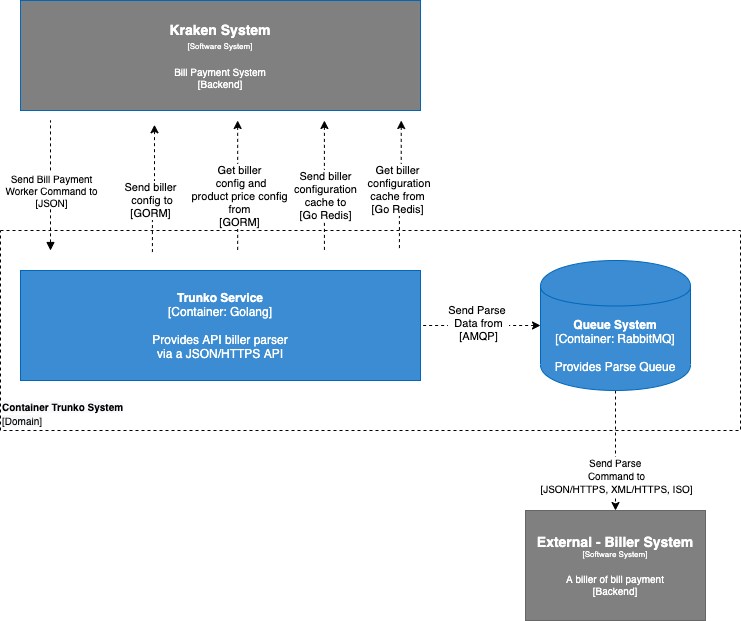 Kraken System
[Software System]
Bill Payment System
[Backend]
Send Bill Payment
Worker Command to
[JSON]
Send biller
config to
[GORM]
Get biller
config and
product price config
from
[GORM]
Send biller
configuration
cache to
[Go Redis]
Get biller
configuration
cache from
[Go Redis]
Trunko Service
[Container: Golang]
Provides API biller parser
via a JSON/HTTPS API
Send Parse
Data from
[AMQP]
Queue System
[Container: RabbitMQ]
Provides Parse Queue
Container Trunko System
[Domain]
Send Parse
Command to
[JSON/HTTPS, XML/HTTPS, ISO]
External - Biller System
[Software System]
A biller of bill payment
[Backend]